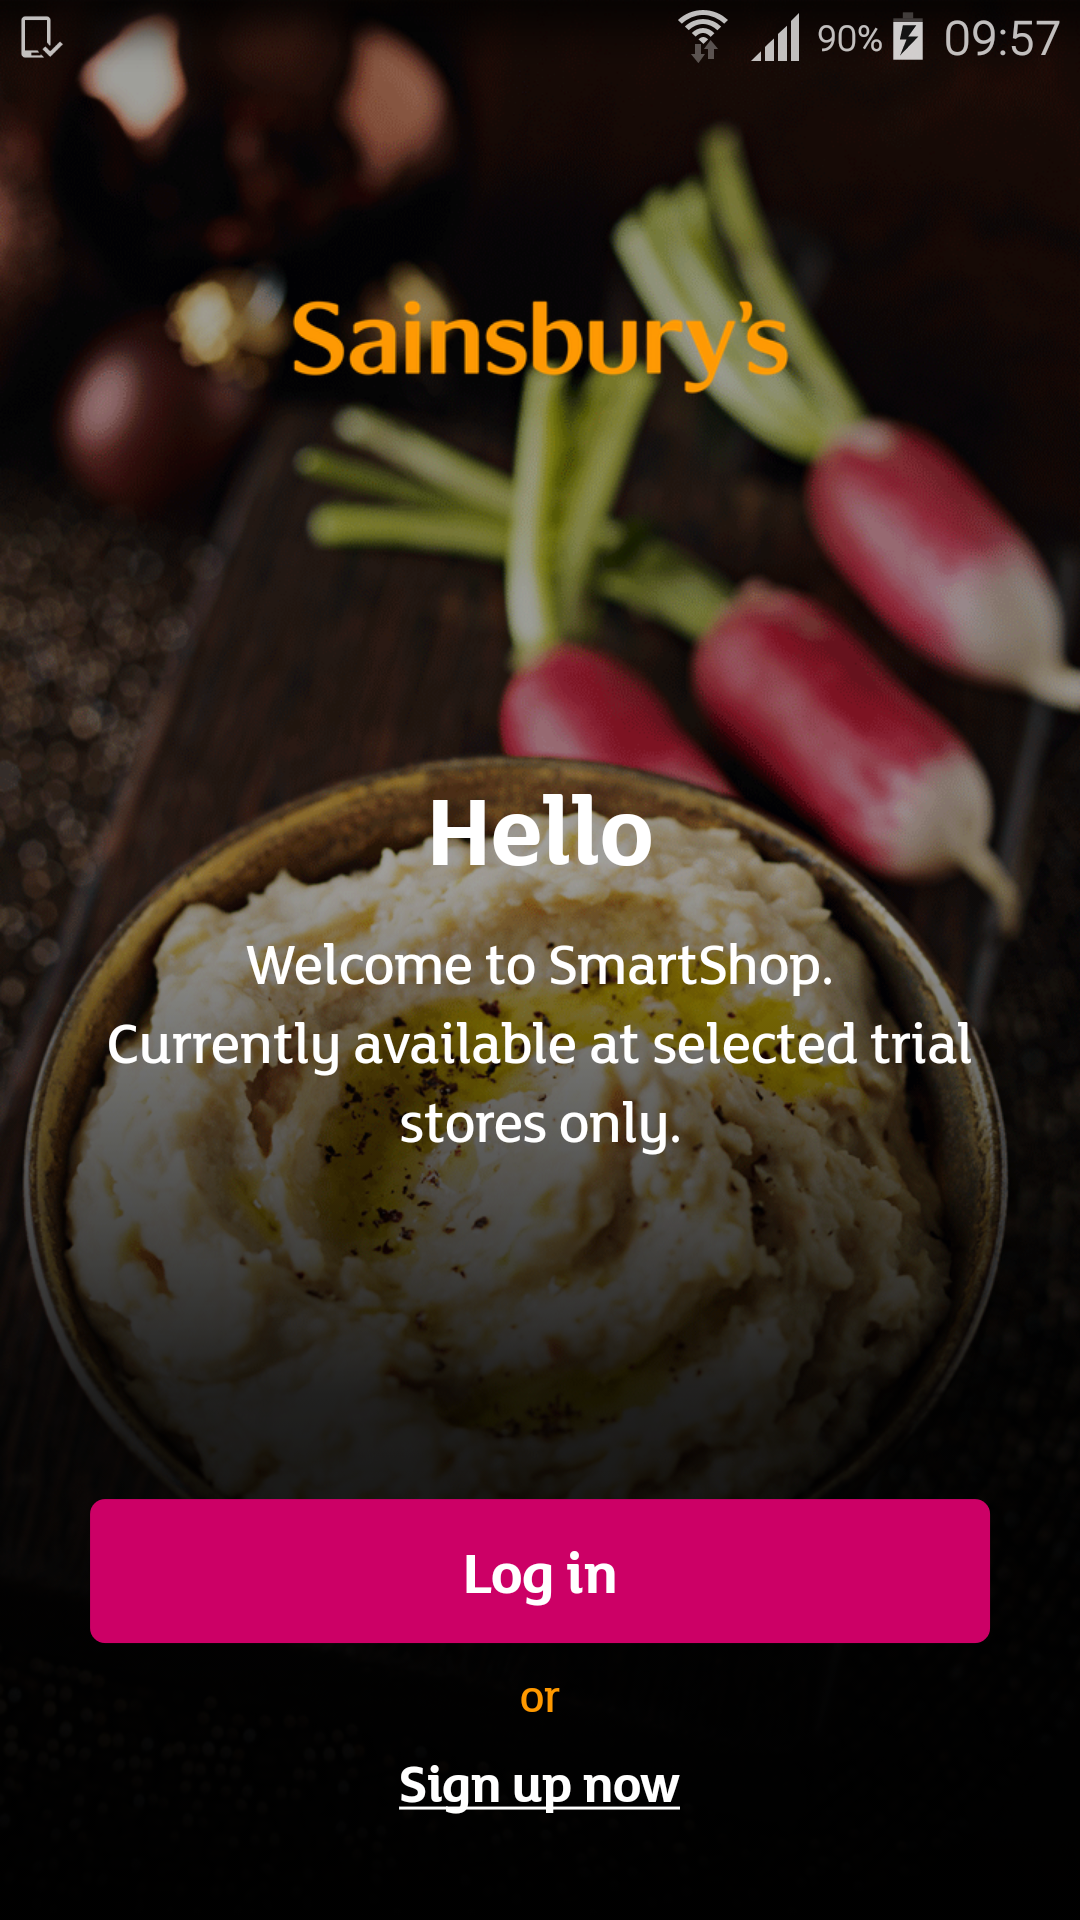 90% 09:57
Sainsbury's
Hello
Welcome to SmartShop.
Currently available at selected trial
stores only.
Log in
or
Sign up now